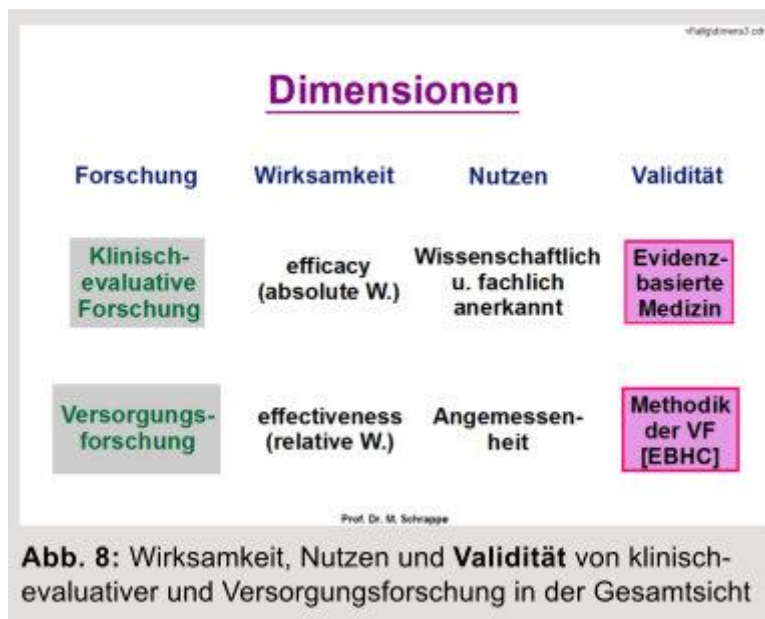 Dimensionen
Forschung Wirksamkeit Nutzen Validität
Klinisch-
evaluative
Forschung
efficacy
(absolute W.)
Wissenschaftlich
u. fachlich
anerkannt
Evidenz-
basierte
Medizin
Versorgungs-
forschung
effectiveness
(relative W.)
Angemessen-
heit
Methodik
der VF
[EBHC]
Prof. Dr. M. Schrappe
Abb. 8: Wirksamkeit, Nutzen und Validität von klinisch-
evaluativer und Versorgungsforschung in der Gesamtsicht